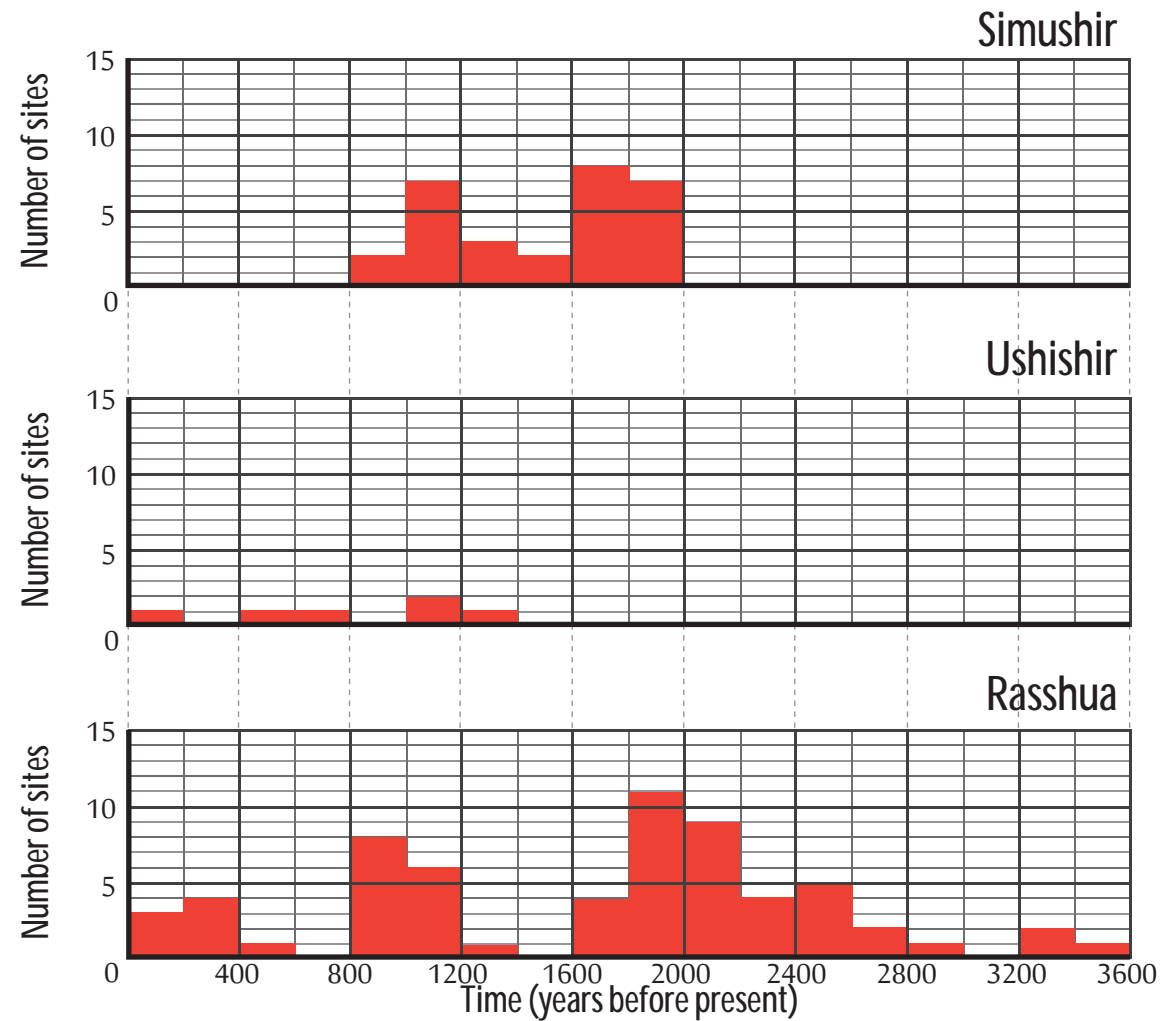 Simushir
Number of sites
15
10
5
0
Ushishir
Number of sites
15
10
5
0
Rasshua
Number of sites
15
10
5
0 400 800 1200 1600 2000 2400 2800 3200 3600
Time (years before present)